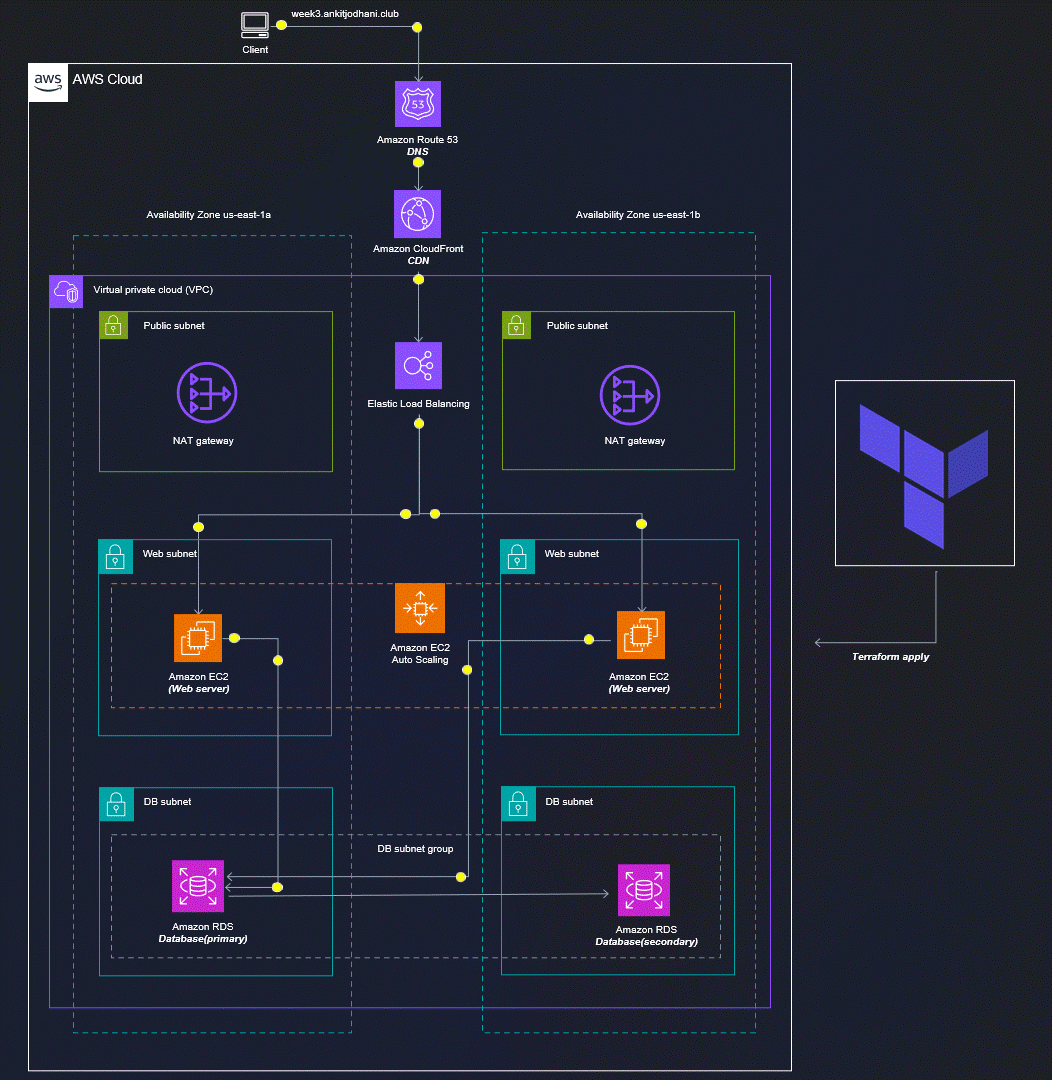 week3.ankitjodhani.club
Client
aws
AWS Cloud
53
Amazon Route 53
DNS
Availability Zone us-east-1a
Availability Zone us-east-1b
Amazon CloudFront
CDN
Virtual private cloud (VPC)
Public subnet
Public subnet
Elastic Load Balancing
NAT gateway
NAT gateway
Web subnet
Web subnet
Amazon EC2
Auto Scaling
Amazon EC2
(Web server)
Amazon EC2
(Web server)
Terraform apply
DB subnet
DB subnet
DB subnet group
Amazon RDS
Database(primary)
Amazon RDS
Database(secondary)